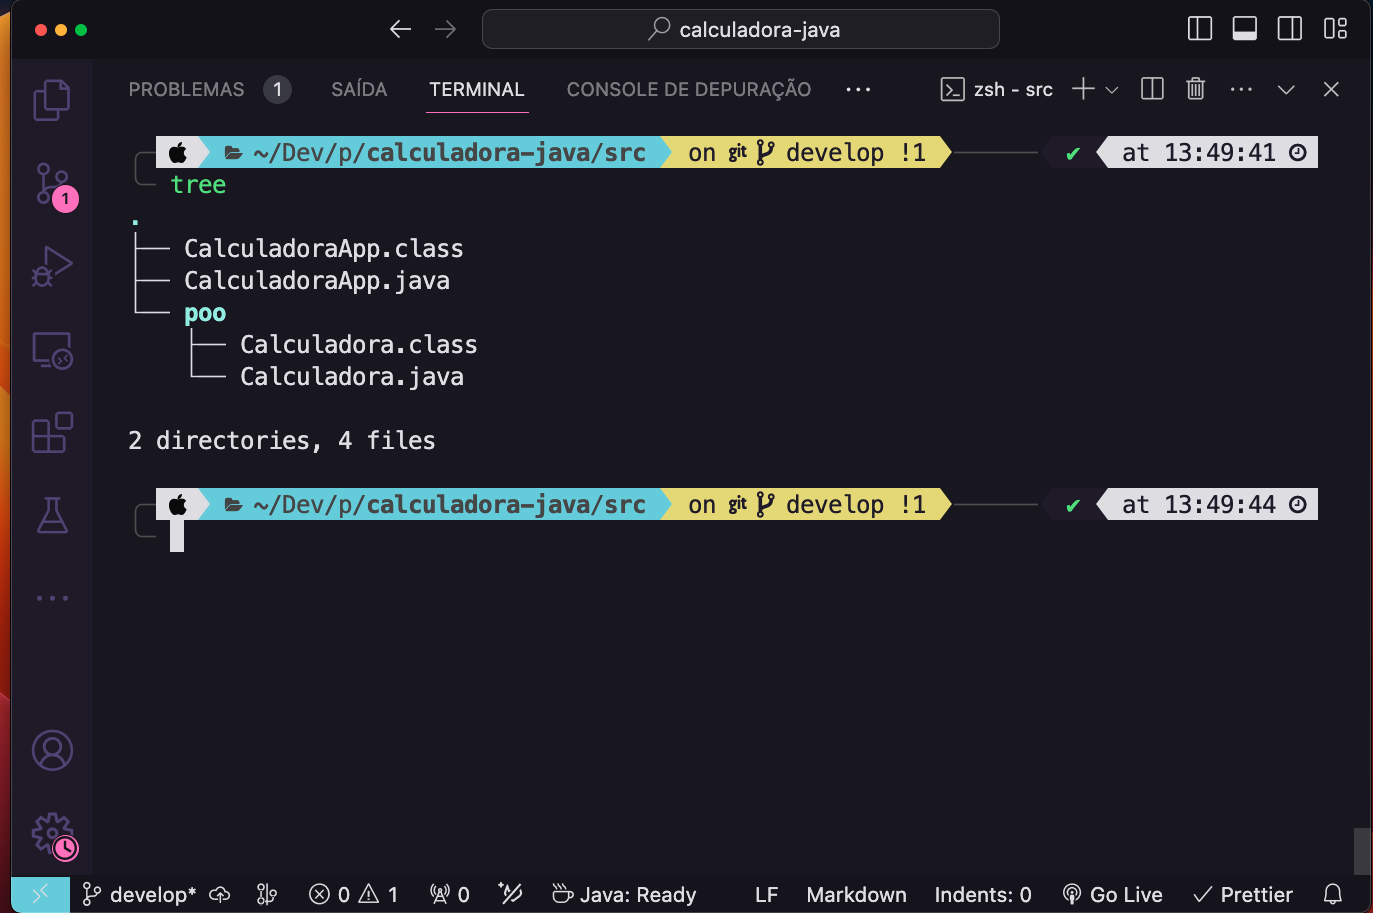 calculadora-java
PROBLEMAS 1 SAÍDA TERMINAL CONSOLE DE DEPURAÇÃO ... zsh - src
~/Dev/p/calculadora-java/src on git develop !1 ✔ at 13:49:41
tree
.
├── CalculadoraApp.class
├── CalculadoraApp.java
└── poo
├── Calculadora.class
└── Calculadora.java
2 directories, 4 files
~/Dev/p/calculadora-java/src on git develop !1 ✔ at 13:49:44
1
develop* 0 1 0 Java: Ready LF Markdown Indents: 0 Go Live Prettier